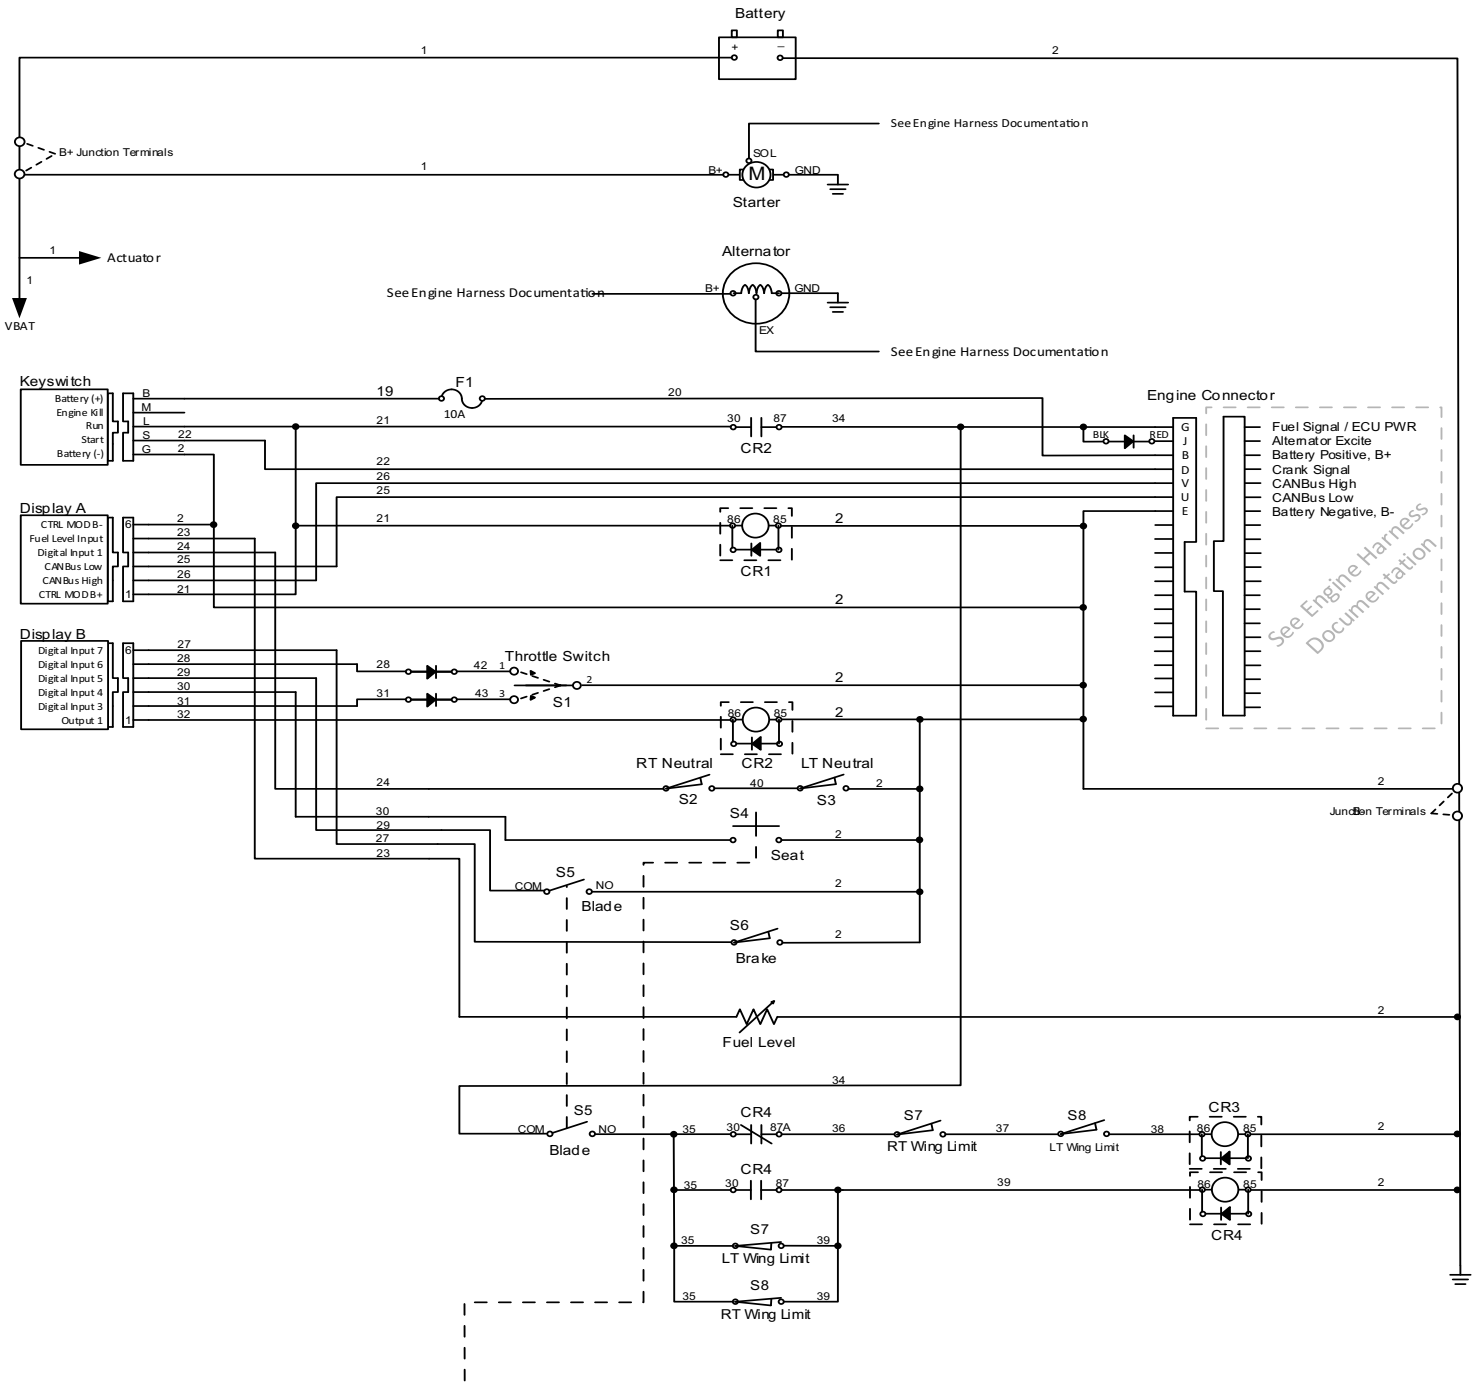 Battery
1
+
−
2
See Engine Harness Documentation
SOL
B+ Junction Terminals
1
B+
M
GND
Starter
1
Actuator
Alternator
1
See Engine Harness Documentation
B+
GND
VBAT
EX
See Engine Harness Documentation
Keyswitch
Battery (+)
B
19
F1
10A
20
Engine Connector
Engine Kill
M
Run
L
21
30
87
34
CR2
G
Fuel Signal / ECU PWR
Start
S
22
BLK
RED
J
Alternator Excite
Battery (-)
G
2
B
Battery Positive, B+
22
D
Crank Signal
26
V
CANBus High
25
U
CANBus Low
E
Battery Negative, B-
Display A
CTRL MOD B-
6
2
21
86
85
2
CR1
Fuel Level Input
23
Digital Input 1
24
CANBus Low
25
CANBus High
26
CTRL MOD B+
1
21
2
See Engine Harness
Documentation
Display B
Digital Input 7
6
27
Digital Input 6
28
28
42
1
Throttle Switch
Digital Input 5
29
2
2
Digital Input 4
30
Digital Input 3
31
31
43
3
S1
Output 1
1
32
86
85
2
CR2
RT Neutral
LT Neutral
24
S2
40
S3
2
2
30
S4
2
Seat
29
27
23
Junction Terminals
S5
COM
NO
2
Blade
S6
2
Brake
Fuel Level
2
34
S5
COM
NO
Blade
35
CR4
30
87A
36
S7
RT Wing Limit
37
S8
LT Wing Limit
38
CR3
86
85
2
35
CR4
30
87
39
86
85
2
CR4
35
S7
39
LT Wing Limit
35
S8
39
RT Wing Limit